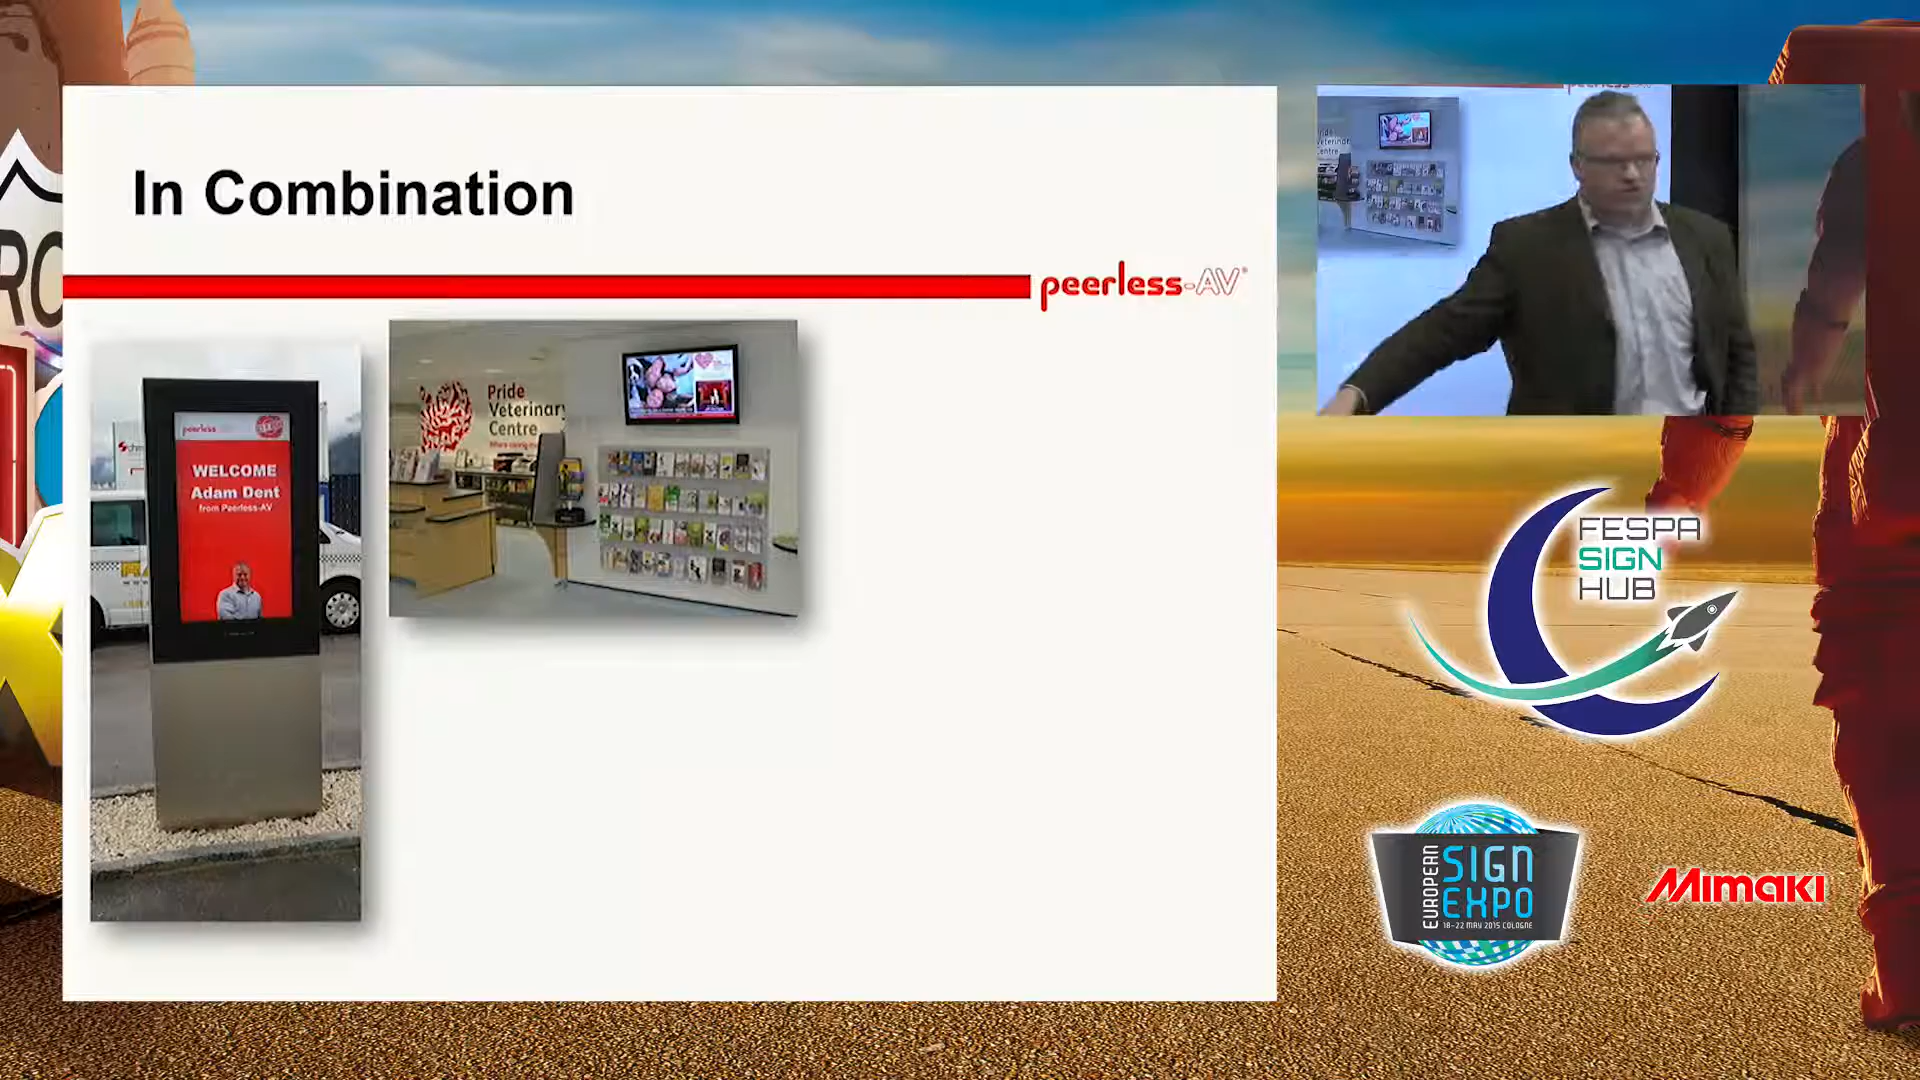 In Combination
peerless-AV®
peerless
WELCOME
Adam Dent
from Peerless-AV
Pride
Veterinary
Centre
RO
FESPA
SIGN
HUB
EUROPEAN
SIGN
EXPO
18-22 MAY 2015 COLOGNE
Mimaki